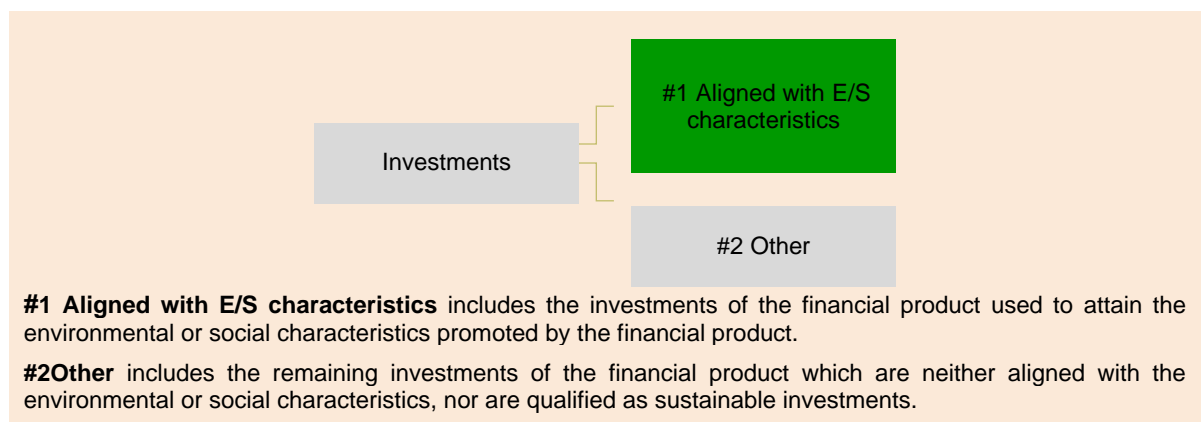 #1 Aligned with E/S
characteristics
Investments
#2 Other
#1 Aligned with E/S characteristics includes the investments of the financial product used to attain the
environmental or social characteristics promoted by the financial product.
#2Other includes the remaining investments of the financial product which are neither aligned with the
environmental or social characteristics, nor are qualified as sustainable investments.